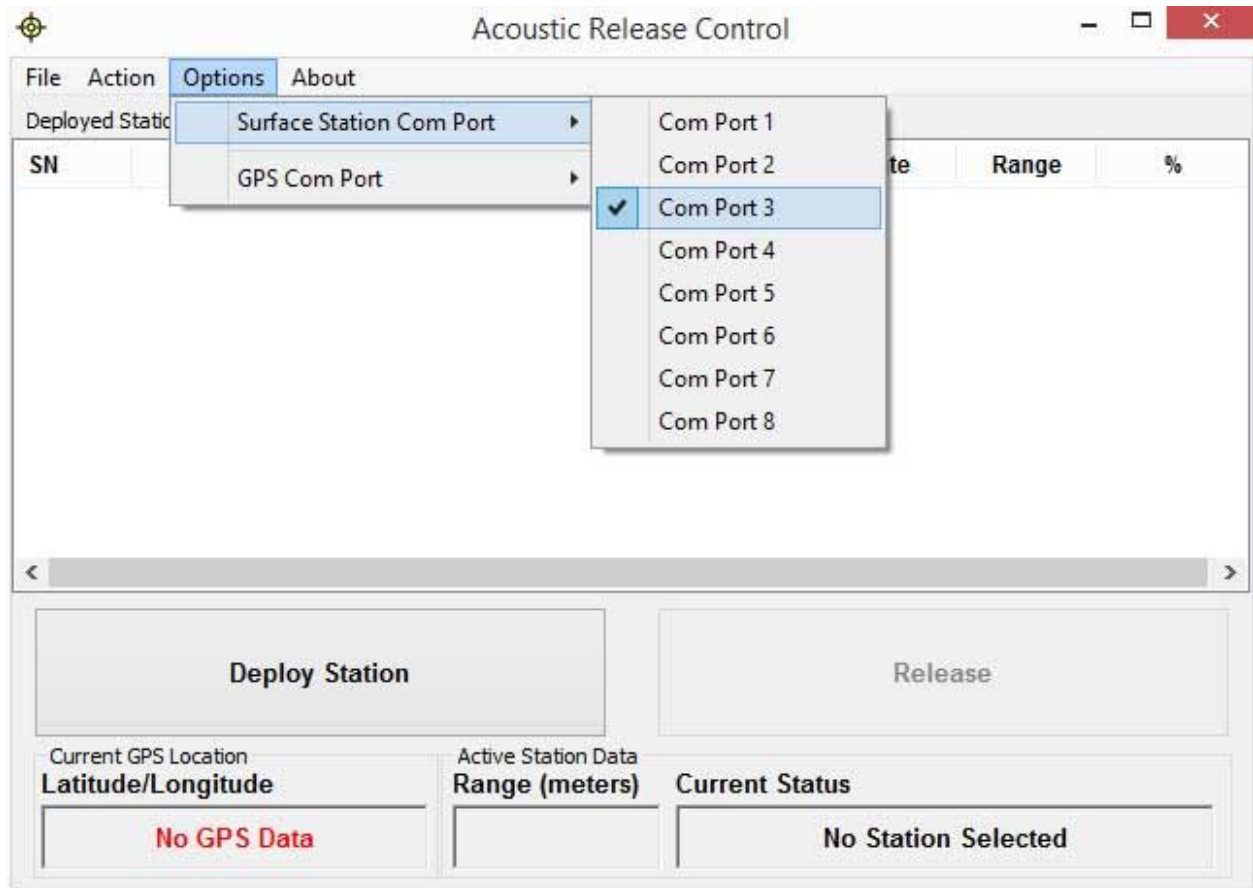 Acoustic Release Control
File Action Options About
Deployed Static
Surface Station Com Port
GPS Com Port
Com Port 1
Com Port 2
Com Port 3
Com Port 4
Com Port 5
Com Port 6
Com Port 7
Com Port 8
SN te Range %
Deploy Station
Release
Current GPS Location
Latitude/Longitude
No GPS Data
Active Station Data
Range (meters) Current Status
No Station Selected